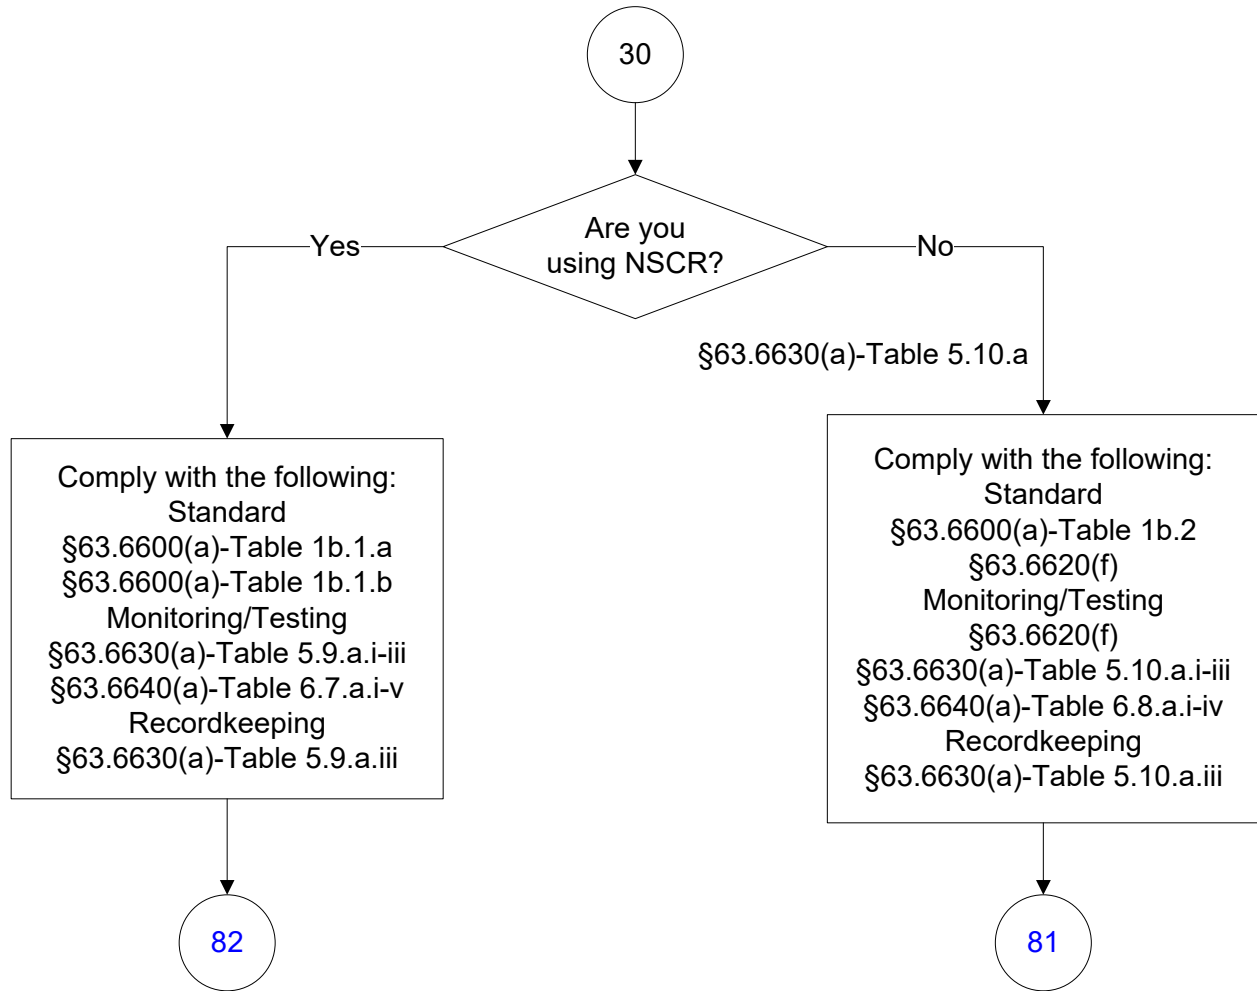 30
Are you
using NSCR?
Yes
No
§63.6630(a)-Table 5.10.a
Comply with the following:
Standard
§63.6600(a)-Table 1b.1.a
§63.6600(a)-Table 1b.1.b
Monitoring/Testing
§63.6630(a)-Table 5.9.a.i-iii
§63.6640(a)-Table 6.7.a.i-v
Recordkeeping
§63.6630(a)-Table 5.9.a.iii
Comply with the following:
Standard
§63.6600(a)-Table 1b.2
§63.6620(f)
Monitoring/Testing
§63.6620(f)
§63.6630(a)-Table 5.10.a.i-iii
§63.6640(a)-Table 6.8.a.i-iv
Recordkeeping
§63.6630(a)-Table 5.10.a.iii
82
81